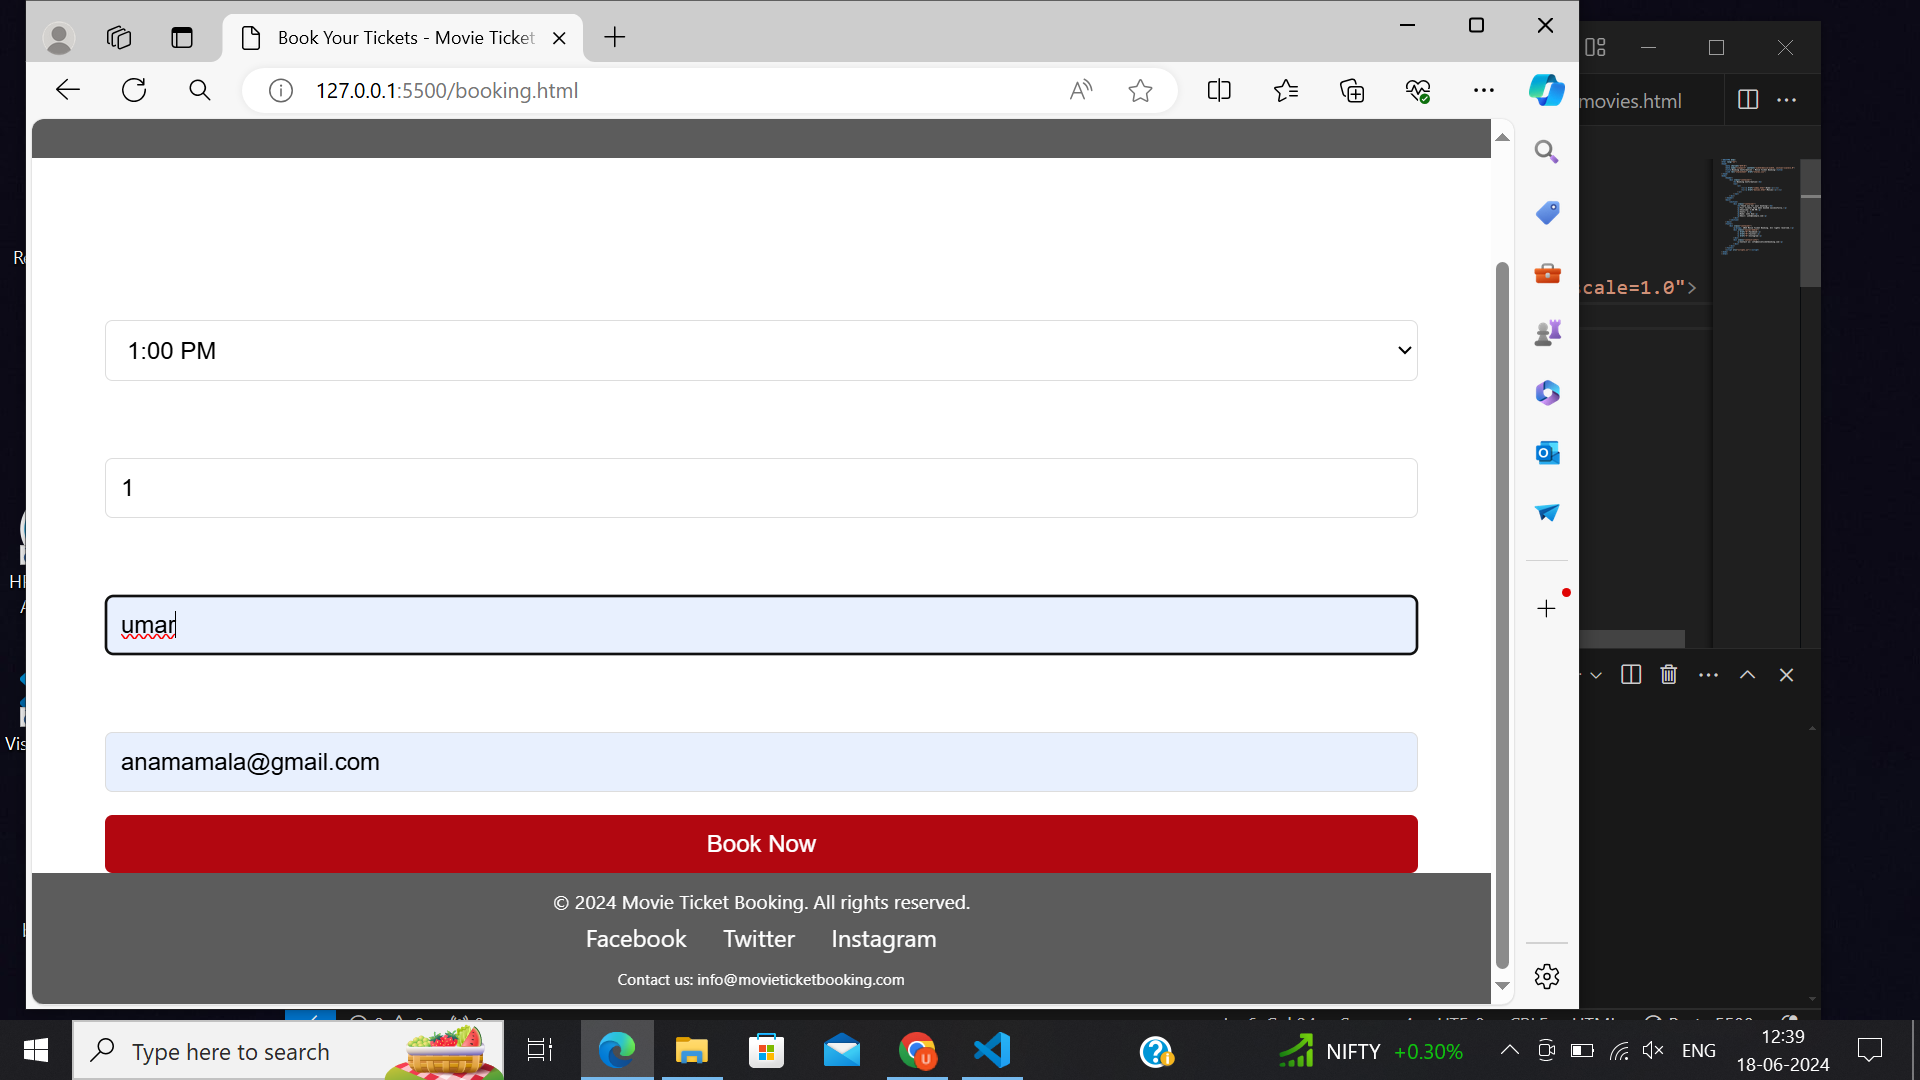 Book Your Tickets - Movie Ticket
127.0.0.1:5500/booking.html
movies.html
cale=1.0">
1:00 PM
1
umar
anamamala@gmail.com
Book Now
© 2024 Movie Ticket Booking. All rights reserved.
Facebook Twitter Instagram
Contact us: info@movieticketbooking.com
Type here to search
NIFTY +0.30%
ENG
12:39
18-06-2024